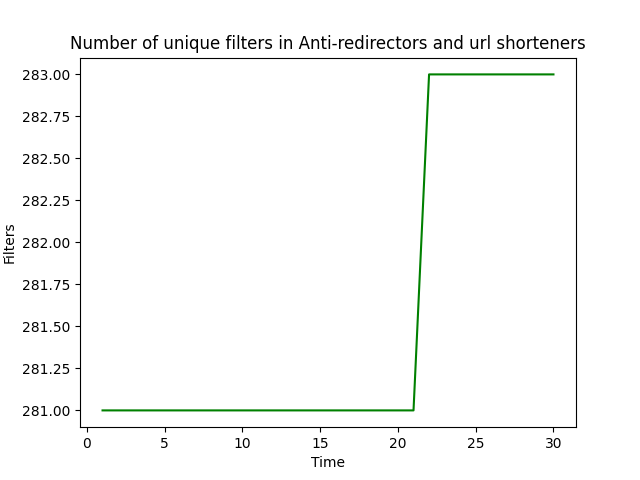 Number of unique filters in Anti-redirectors and url shorteners
283.00
282.75
282.50
282.25
282.00
281.75
281.50
281.25
281.00
Filters
0 5 10 15 20 25 30
Time